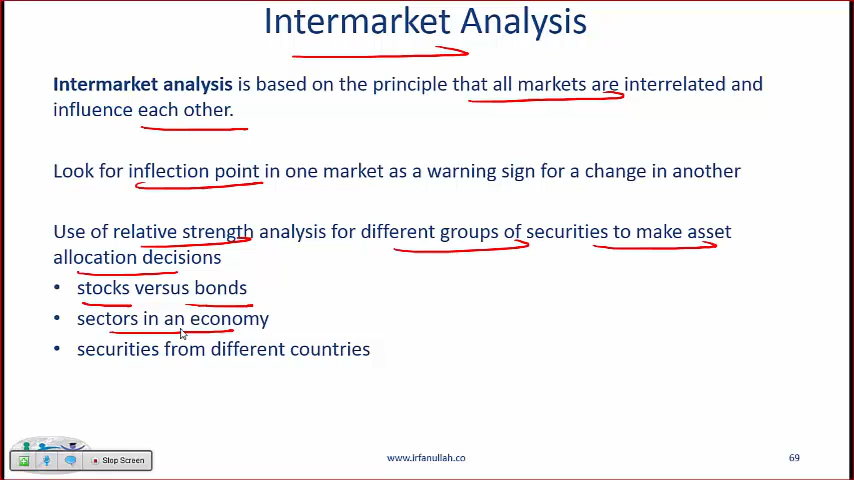 Intermarket Analysis
Intermarket analysis is based on the principle that all markets are interrelated and
influence each other.
Look for inflection point in one market as a warning sign for a change in another
Use of relative strength analysis for different groups of securities to make asset
allocation decisions
• stocks versus bonds
• sectors in an economy
• securities from different countries
Stop Screen
www.irfanullah.co
69